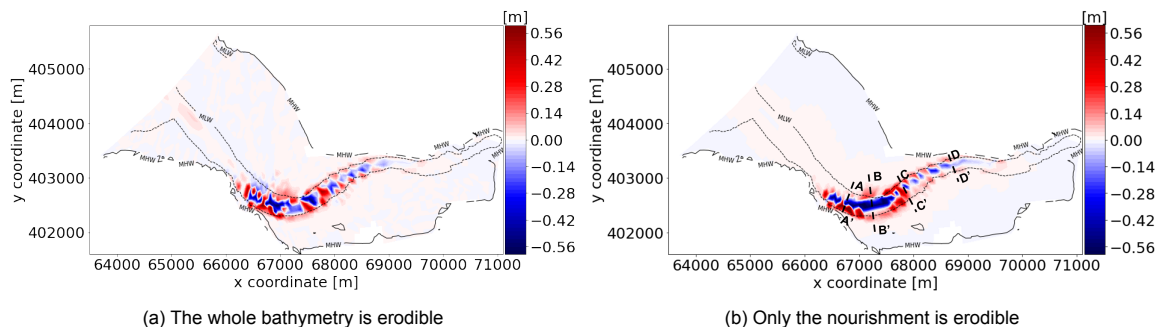 [m]
0.56
0.42
0.28
0.14
0.00
−0.14
−0.28
−0.42
−0.56
y coordinate [m]
405000
404000
403000
402000
64000 65000 66000 67000 68000 69000 70000 71000
x coordinate [m]
MLW
MHW
MLW
MHW
MHW
MHW
MHW
MHW
MHW
(a) The whole bathymetry is erodible
[m]
0.56
0.42
0.28
0.14
0.00
−0.14
−0.28
−0.42
−0.56
y coordinate [m]
405000
404000
403000
402000
64000 65000 66000 67000 68000 69000 70000 71000
x coordinate [m]
MLW
MHW
MLW
MHW
MHW
MHW
MHW
MHW
MHW
A
B
C
D
A'
B'
C'
D'
(b) Only the nourishment is erodible